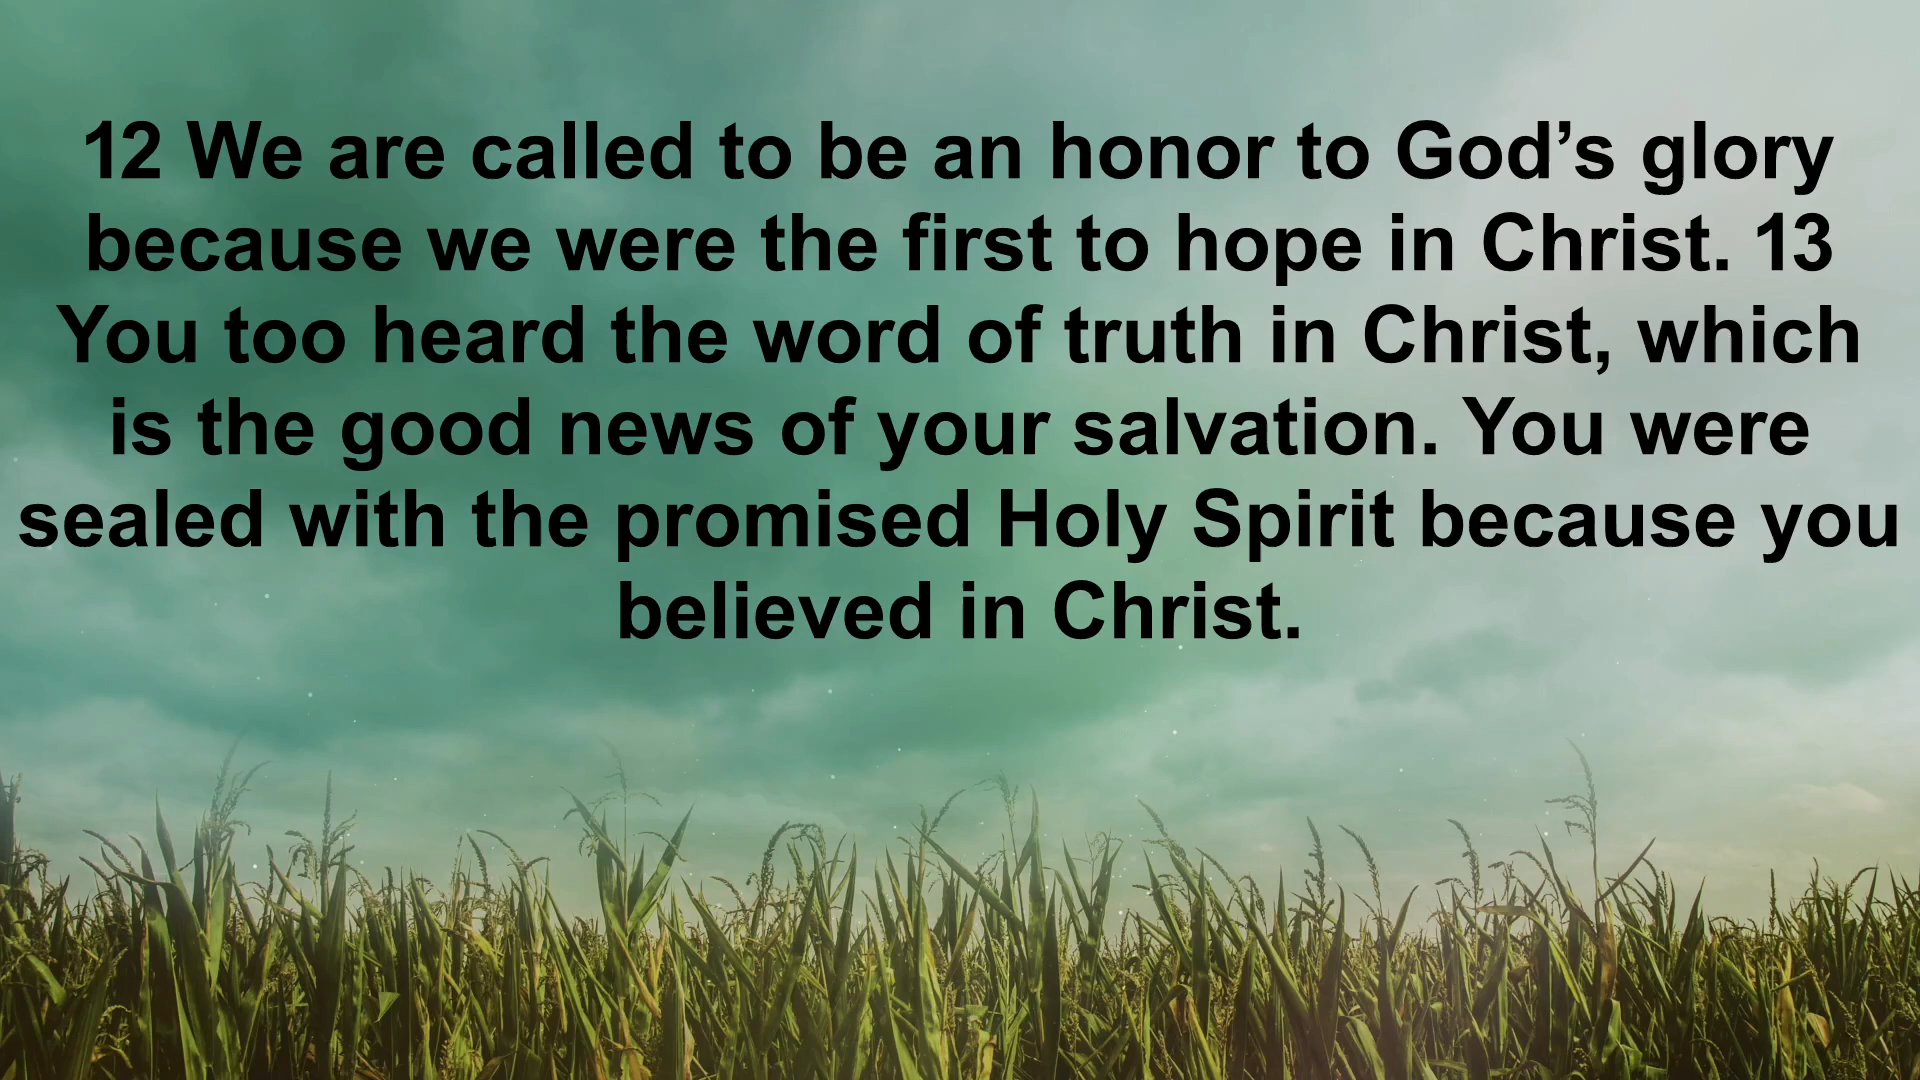 12 We are called to be an honor to God’s glory
because we were the first to hope in Christ. 13
You too heard the word of truth in Christ, which
is the good news of your salvation. You were
sealed with the promised Holy Spirit because you
believed in Christ.